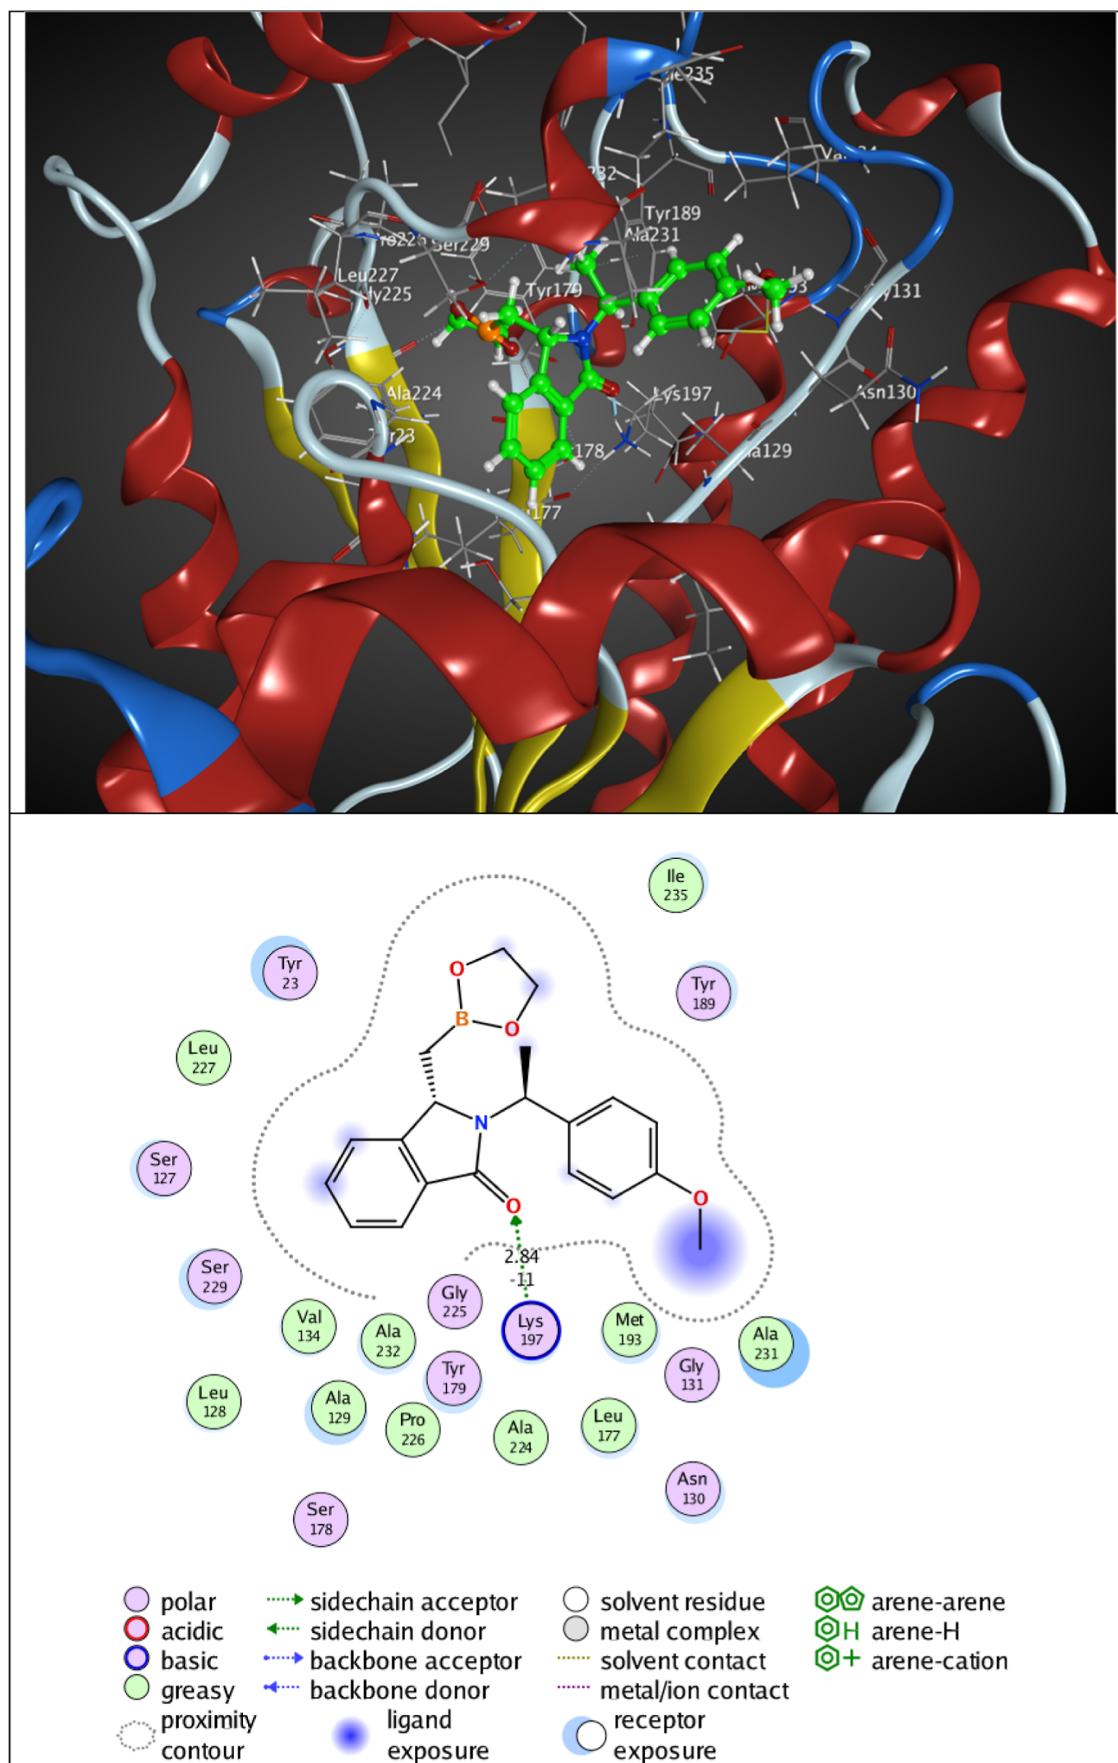 Tyr189
Ala231
Leu227
Tyr179
Ala224
Lys197
Asn130
Ile
235
Tyr
23
Tyr
189
O
B
O
Leu
227
N
Ser
127
O
O
2.84
-11
Ser
229
Gly
225
Val
134
Ala
232
Lys
197
Met
193
Ala
231
Tyr
179
Gly
131
Leu
128
Ala
129
Pro
226
Ala
224
Leu
177
Asn
130
Ser
178
polar
sidechain acceptor
solvent residue
arene-arene
acidic
sidechain donor
metal complex
H arene-H
basic
backbone acceptor
solvent contact
+ arene-cation
greasy
backbone donor
metal/ion contact
proximity
contour
ligand
exposure
receptor
exposure